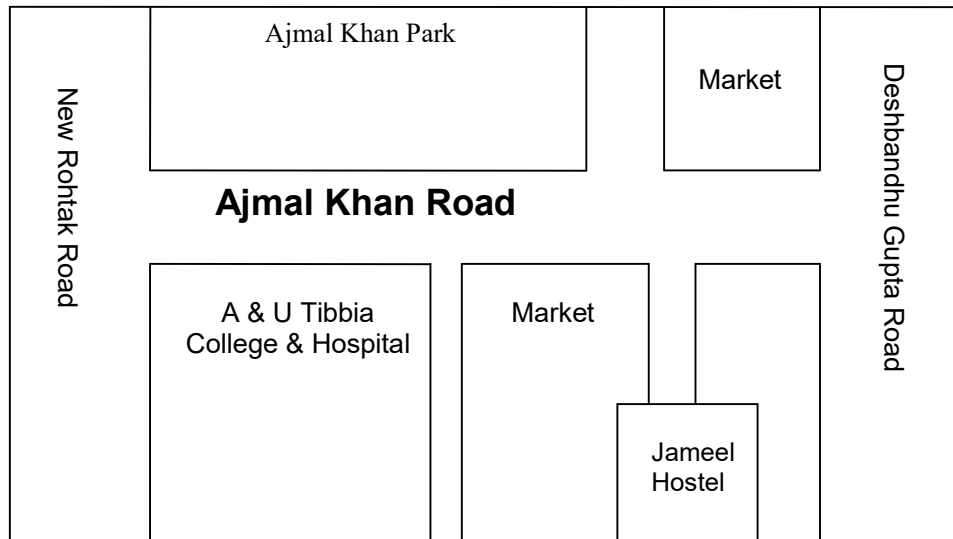 Ajmal Khan Park
Market
New Rohtak Road
Deshbandhu Gupta Road
Ajmal Khan Road
A & U Tibbia
College & Hospital
Market
Jameel
Hostel